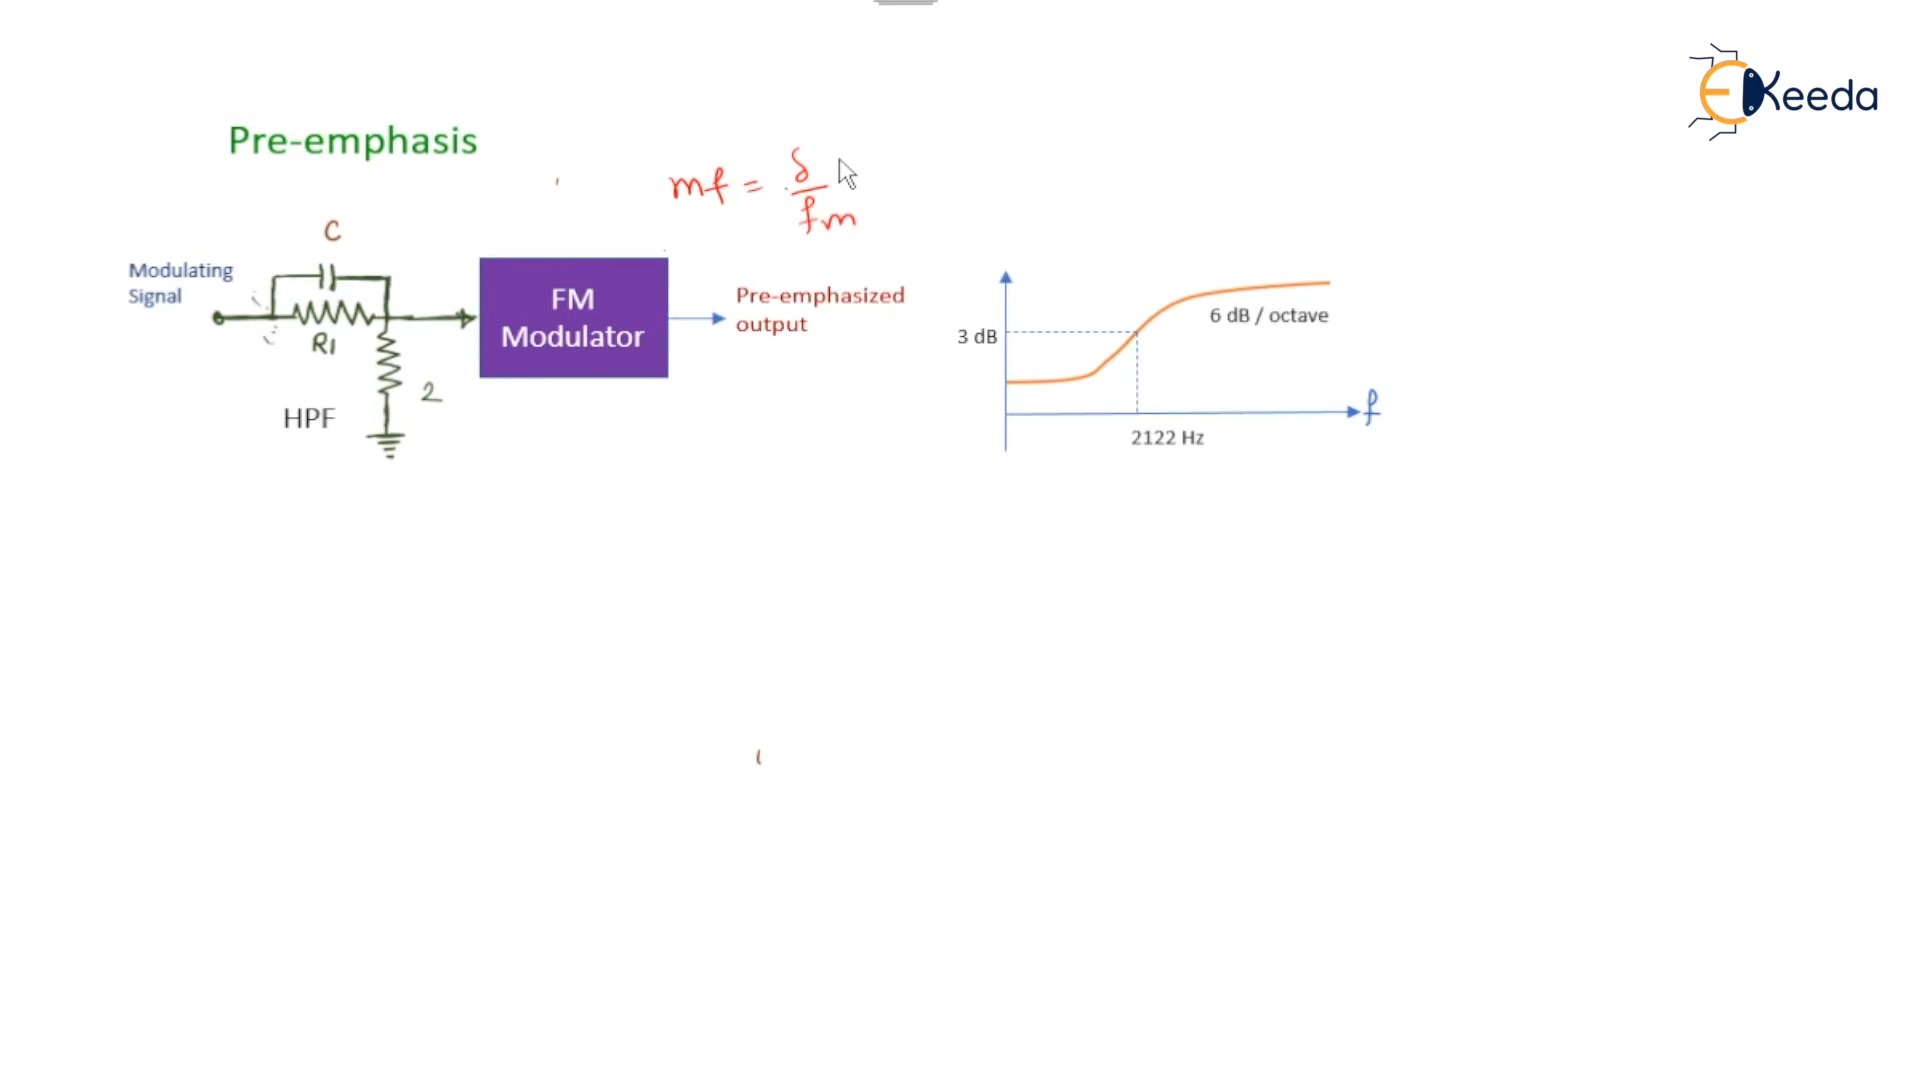 EKeeda
Pre-emphasis
mf = δ
fm
C
Modulating
Signal
R1
2
HPF
FM
Modulator
Pre-emphasized
output
3 dB
6 dB / octave
f
2122 Hz